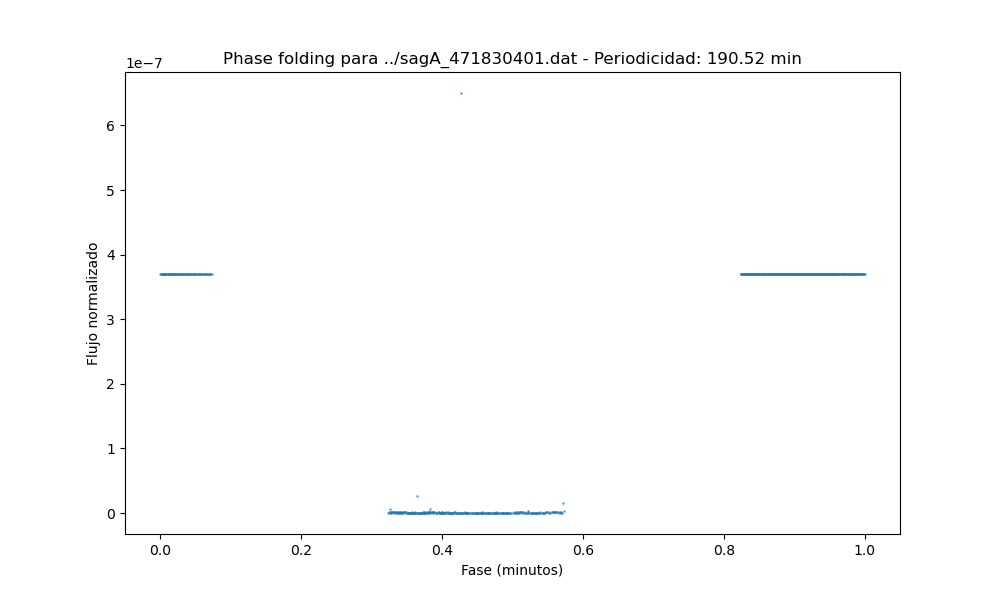 Phase folding para ../sagA_471830401.dat - Periodicidad: 190.52 min
1e−7
6
5
4
3
2
1
0
Flujo normalizado
0.0 0.2 0.4 0.6 0.8 1.0
Fase (minutos)